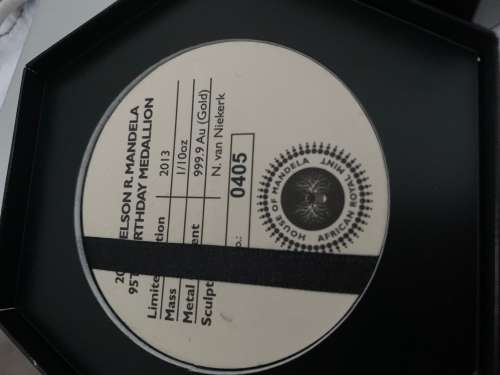 20 ELSON R. MANDELA
95T RTHDAY MEDALLION
Limite tion 2013
Mass 1/10oz
Metal ent 999.9 Au (Gold)
Sculpt N. van Niekerk
o.: 0405
HOUSE OF MANDELA
AFRICAN ROYAL MINT